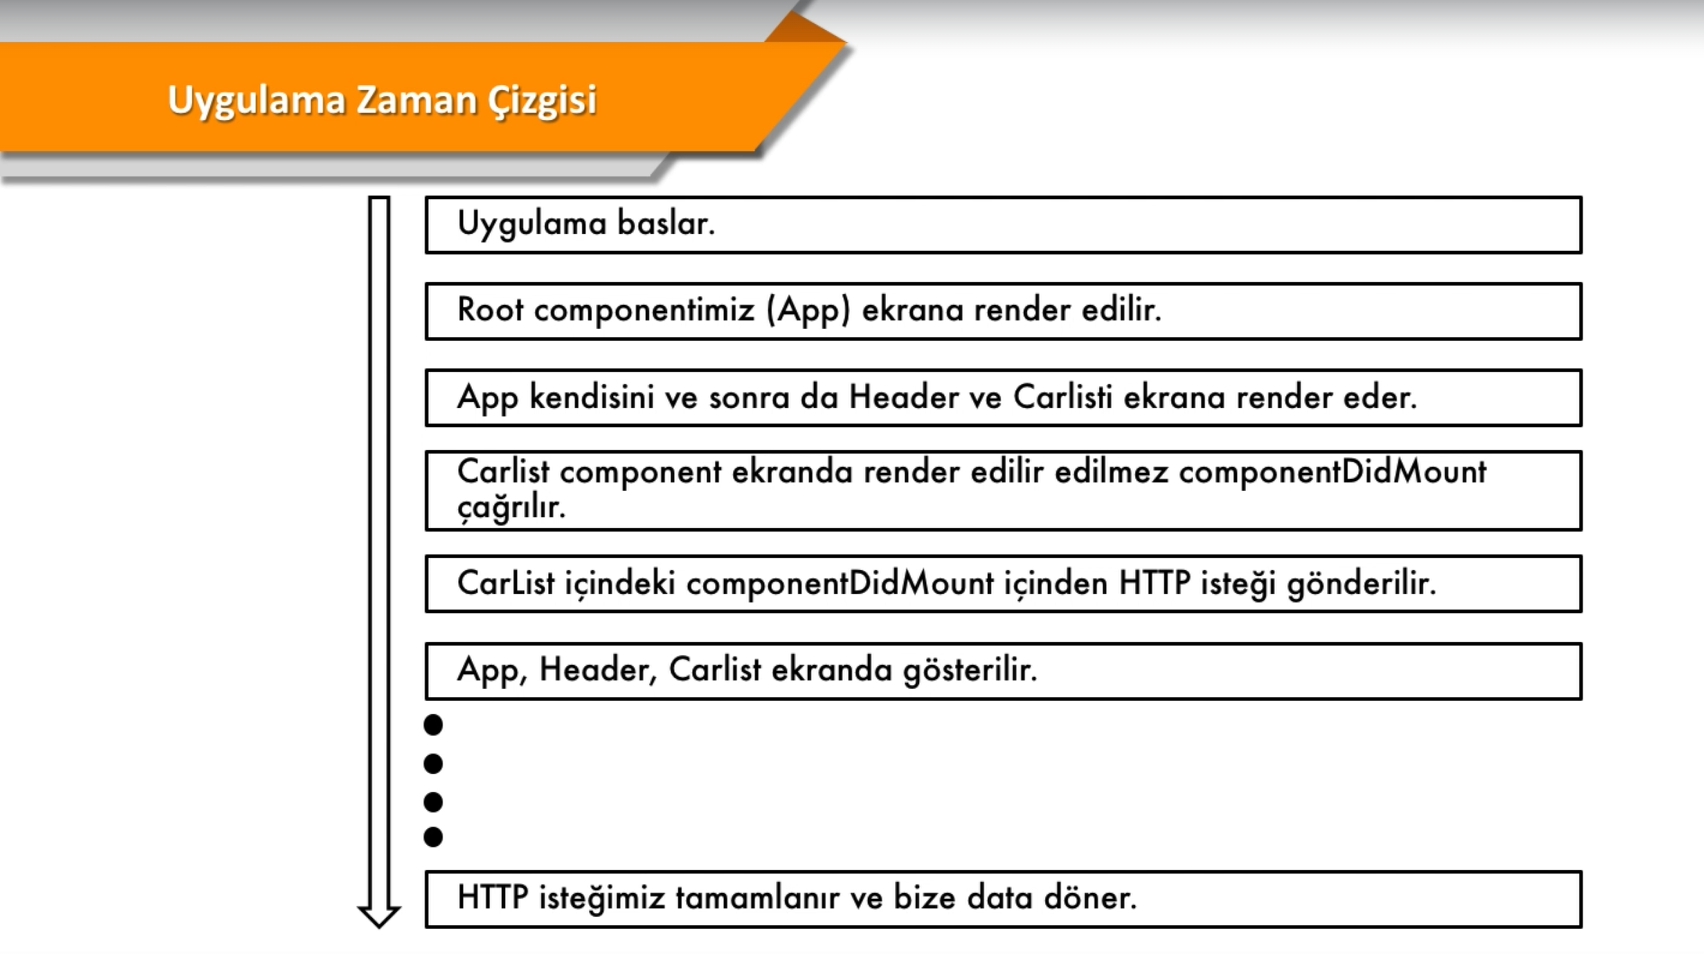 Uygulama Zaman Çizgisi
Uygulama baslar.
Root componentimiz (App) ekrana render edilir.
App kendisini ve sonra da Header ve Carlisti ekrana render eder.
Carlist component ekranda render edilir edilmez componentDidMount
çağrılır.
CarList içindeki componentDidMount içinden HTTP isteği gönderilir.
App, Header, Carlist ekranda gösterilir.
HTTP isteğimiz tamamlanır ve bize data döner.